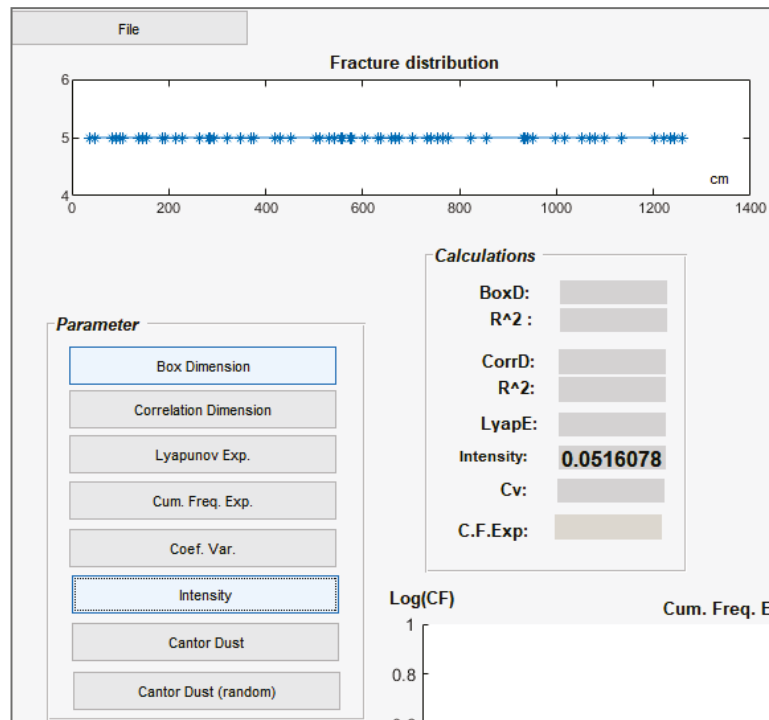 File
Fracture distribution
6
5
4
cm
0 200 400 600 800 1000 1200 1400
Calculations
BoxD:
R^2 :
CorrD:
R^2:
LyapE:
Intensity: 0.0516078
Cv:
C.F.Exp:
Parameter
Box Dimension
Correlation Dimension
Lyapunov Exp.
Cum. Freq. Exp.
Coef. Var.
Intensity
Cantor Dust
Cantor Dust (random)
Log(CF)
Cum. Freq. E
1
0.8